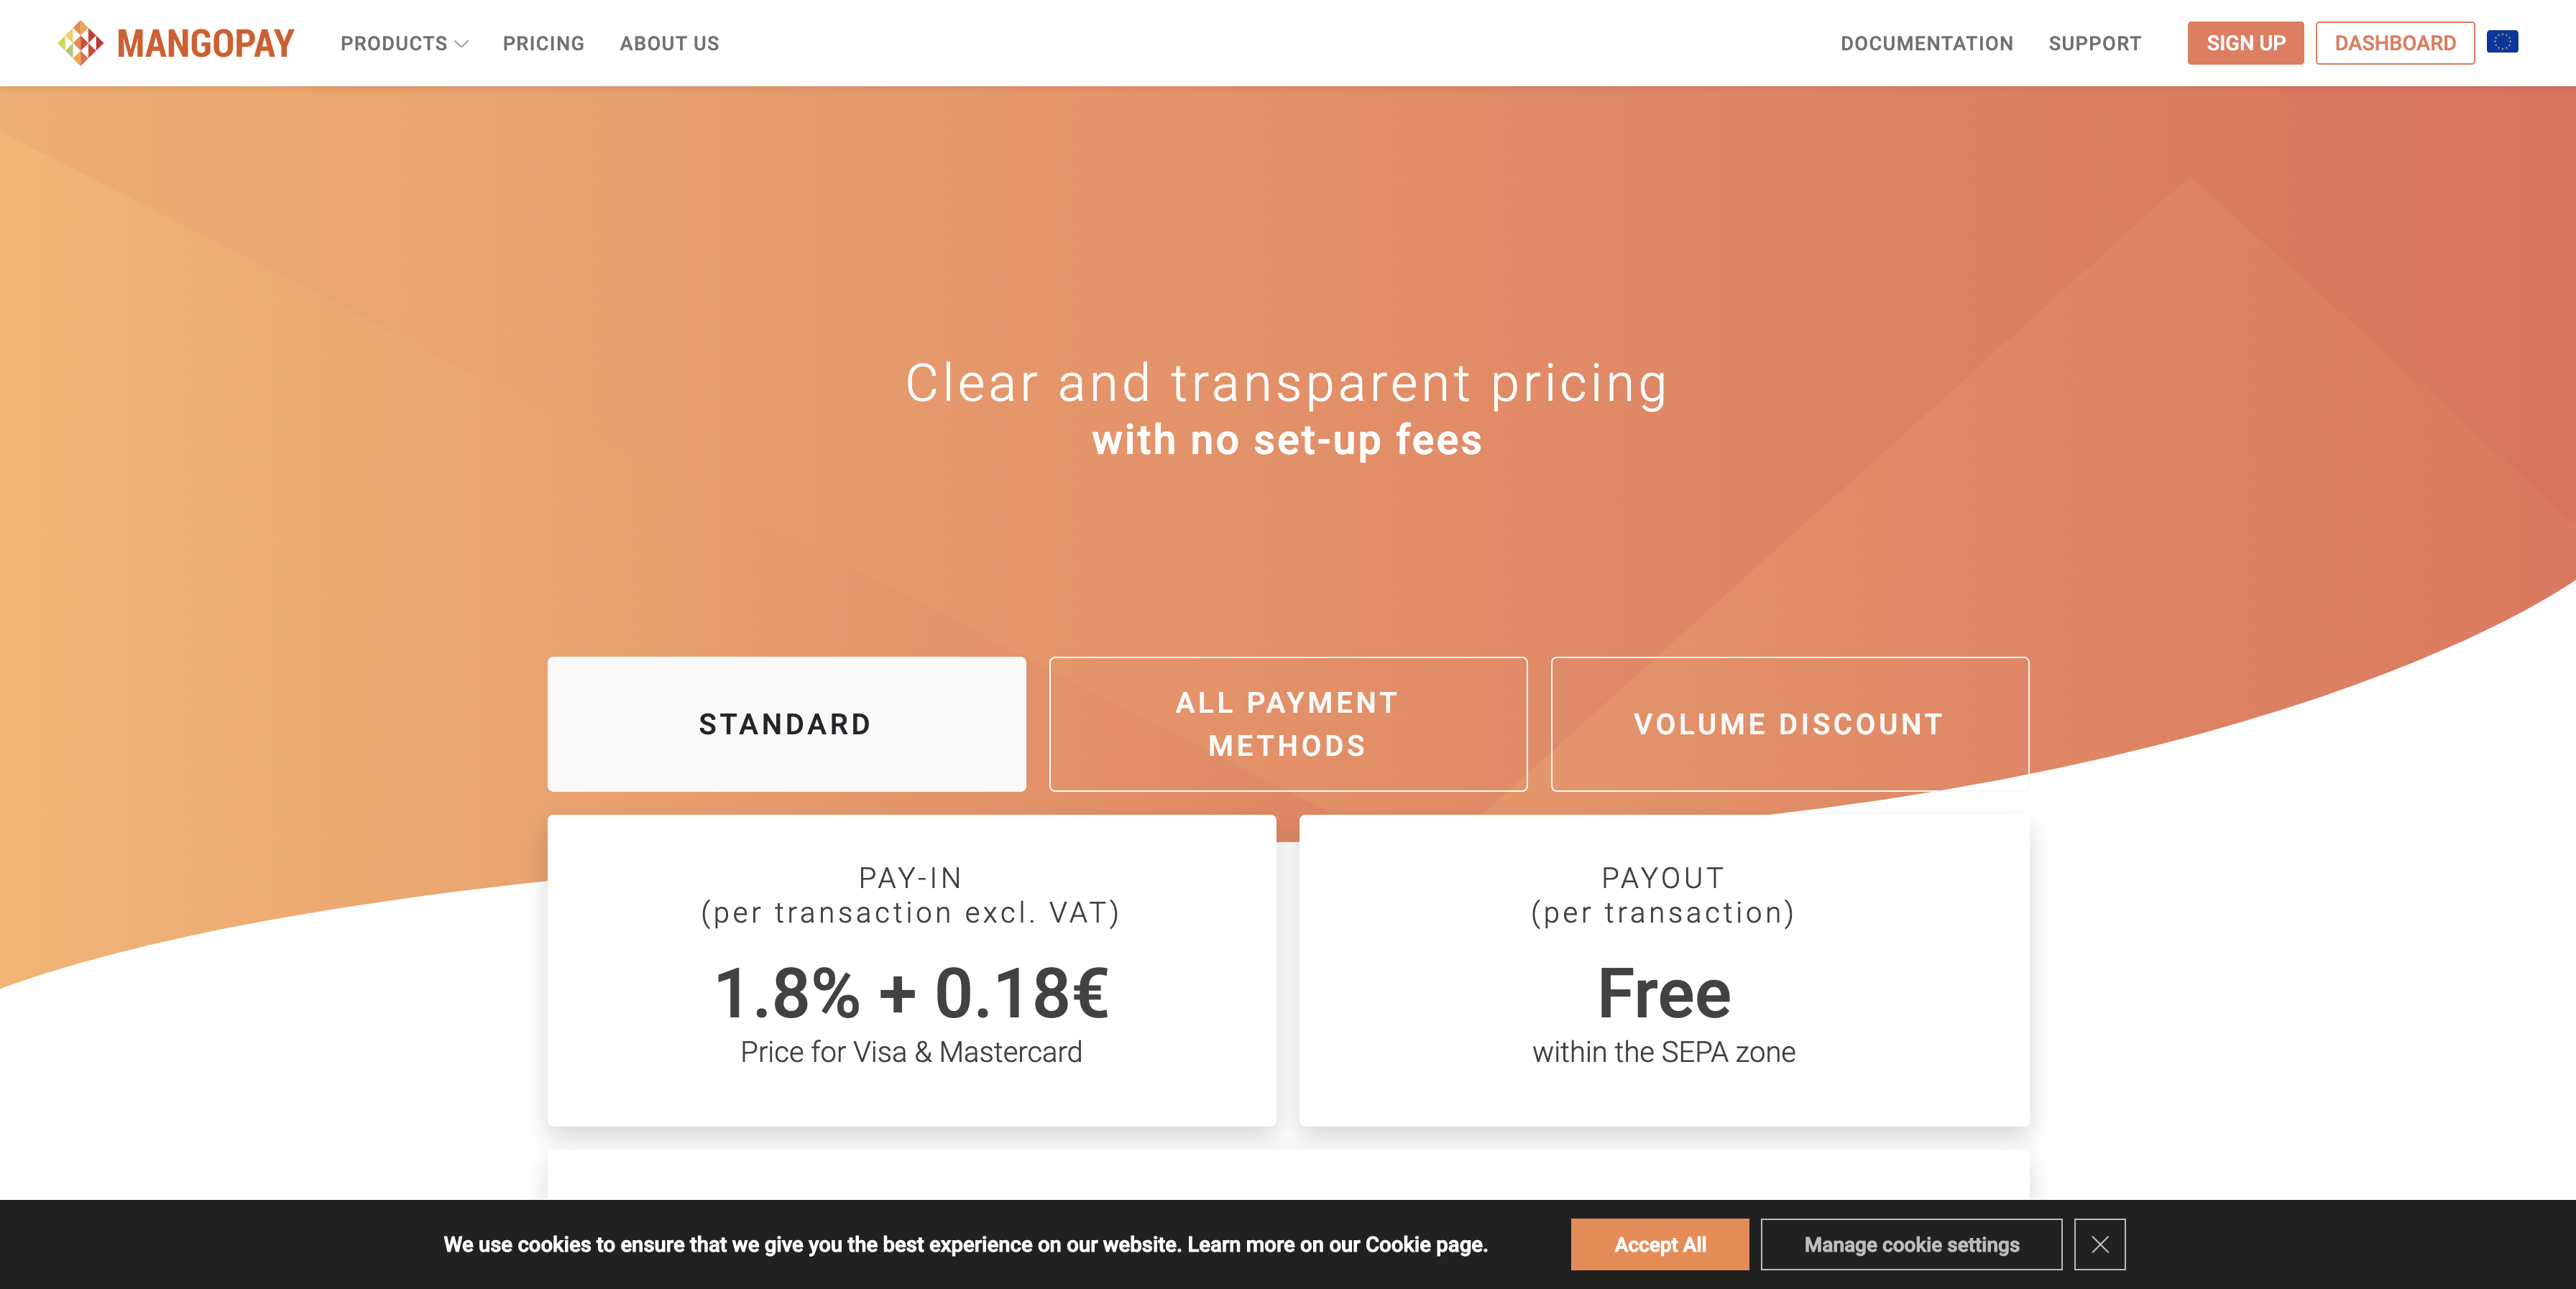 MANGOPAY
PRODUCTS
PRICING
ABOUT US
DOCUMENTATION
SUPPORT
SIGN UP
DASHBOARD
Clear and transparent pricing
with no set-up fees
STANDARD
ALL PAYMENT
METHODS
VOLUME DISCOUNT
PAY-IN
(per transaction excl. VAT)
1.8% + 0.18€
Price for Visa & Mastercard
PAYOUT
(per transaction)
Free
within the SEPA zone
We use cookies to ensure that we give you the best experience on our website. Learn more on our Cookie page.
Accept All
Manage cookie settings